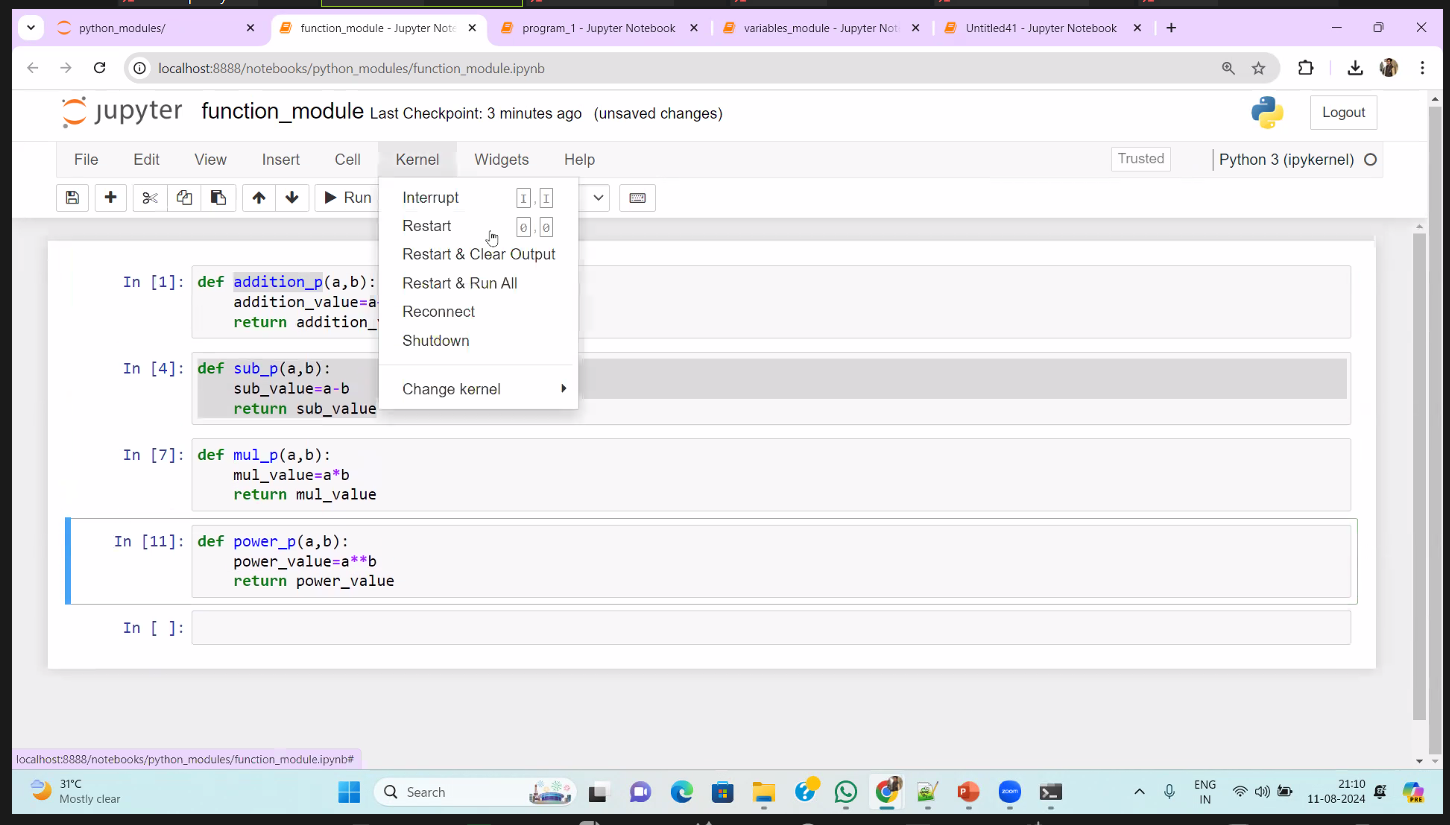 python_modules/
function_module - Jupyter Note
program_1 - Jupyter Notebook
variables_module - Jupyter Not
Untitled41 - Jupyter Notebook
localhost:8888/notebooks/python_modules/function_module.ipynb
jupyter function_module Last Checkpoint: 3 minutes ago (unsaved changes)
Logout
File Edit View Insert Cell Kernel Widgets Help
Trusted
Python 3 (ipykernel)
Run
Interrupt I,I
Restart 0,0
Restart & Clear Output
Restart & Run All
Reconnect
Shutdown
Change kernel
In [1]: def addition_p(a,b):
addition_value=a
return addition_
In [4]: def sub_p(a,b):
sub_value=a-b
return sub_value
In [7]: def mul_p(a,b):
mul_value=a*b
return mul_value
In [11]: def power_p(a,b):
power_value=a**b
return power_value
In [ ]:
localhost:8888/notebooks/python_modules/function_module.ipynb#
31°C
Mostly clear
Search
zoom
PRE
ENG
IN
21:10
11-08-2024